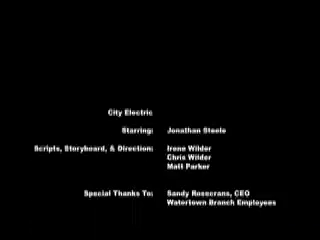 City Electric
Starring: Jonathan Steele
Scripts, Storyboard, & Direction: Irene Wilder
Chris Wilder
Matt Parker
Special Thanks To: Sandy Rosecrans, CEO
Watertown Branch Employees